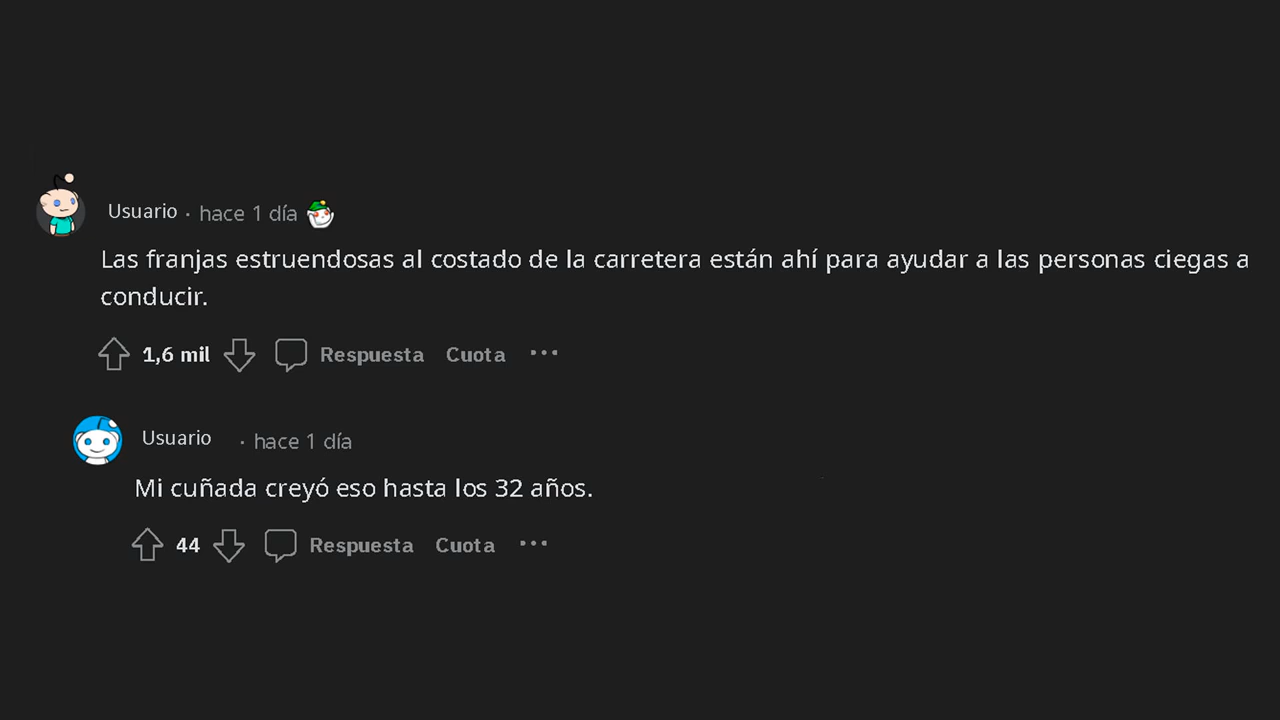 Usuario · hace 1 día
Las franjas estruendosas al costado de la carretera están ahí para ayudar a las personas ciegas a
conducir.
1,6 mil Respuesta Cuota ···
Usuario · hace 1 día
Mi cuñada creyó eso hasta los 32 años.
44 Respuesta Cuota ···